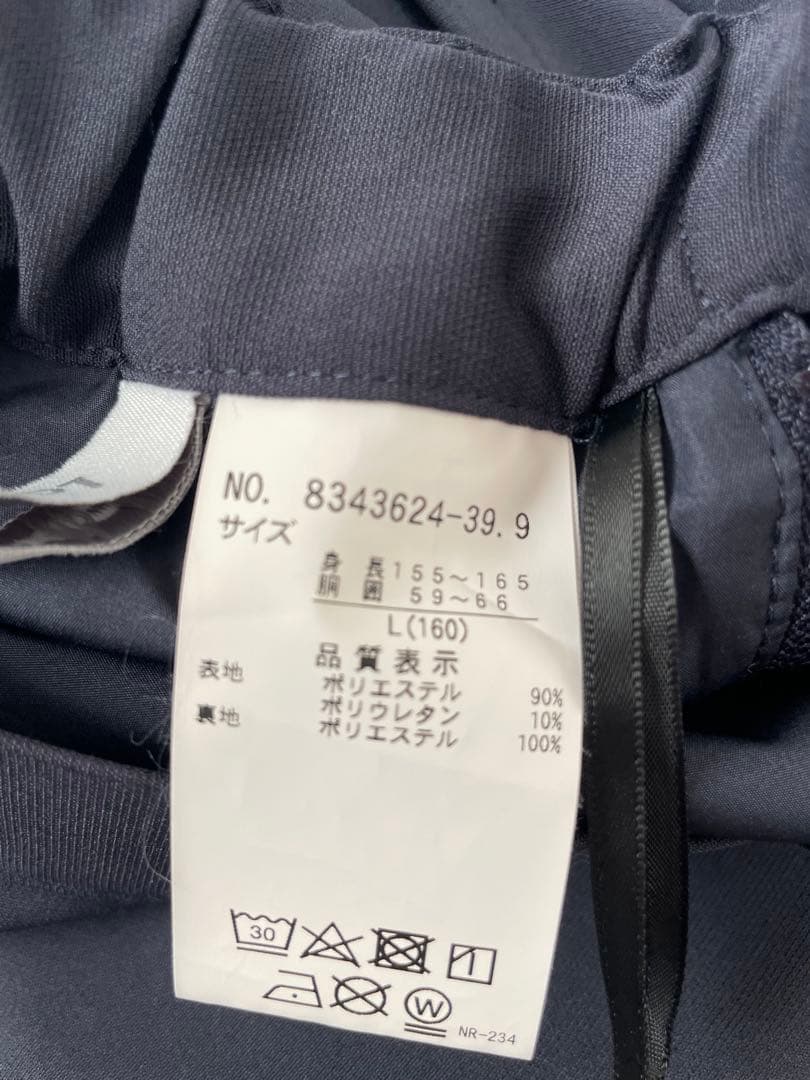 NO. 8343624-39.9
サイズ
身長 155~165
胴囲 59~66
L(160)
品質表示
表地 ポリエステル 90%
ポリウレタン 10%
裏地 ポリエステル 100%
30
W
NR-234